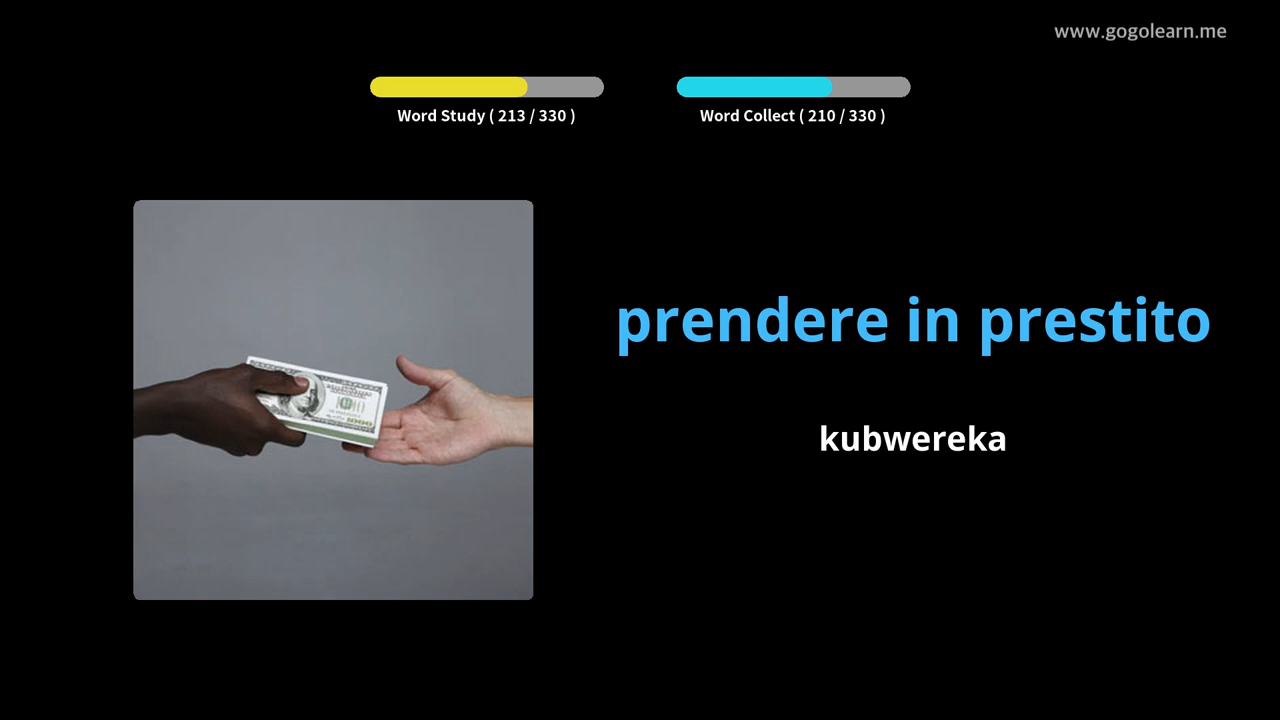 www.gogolearn.me
Word Study ( 213 / 330 )
Word Collect ( 210 / 330 )
prendere in prestito
kubwereka